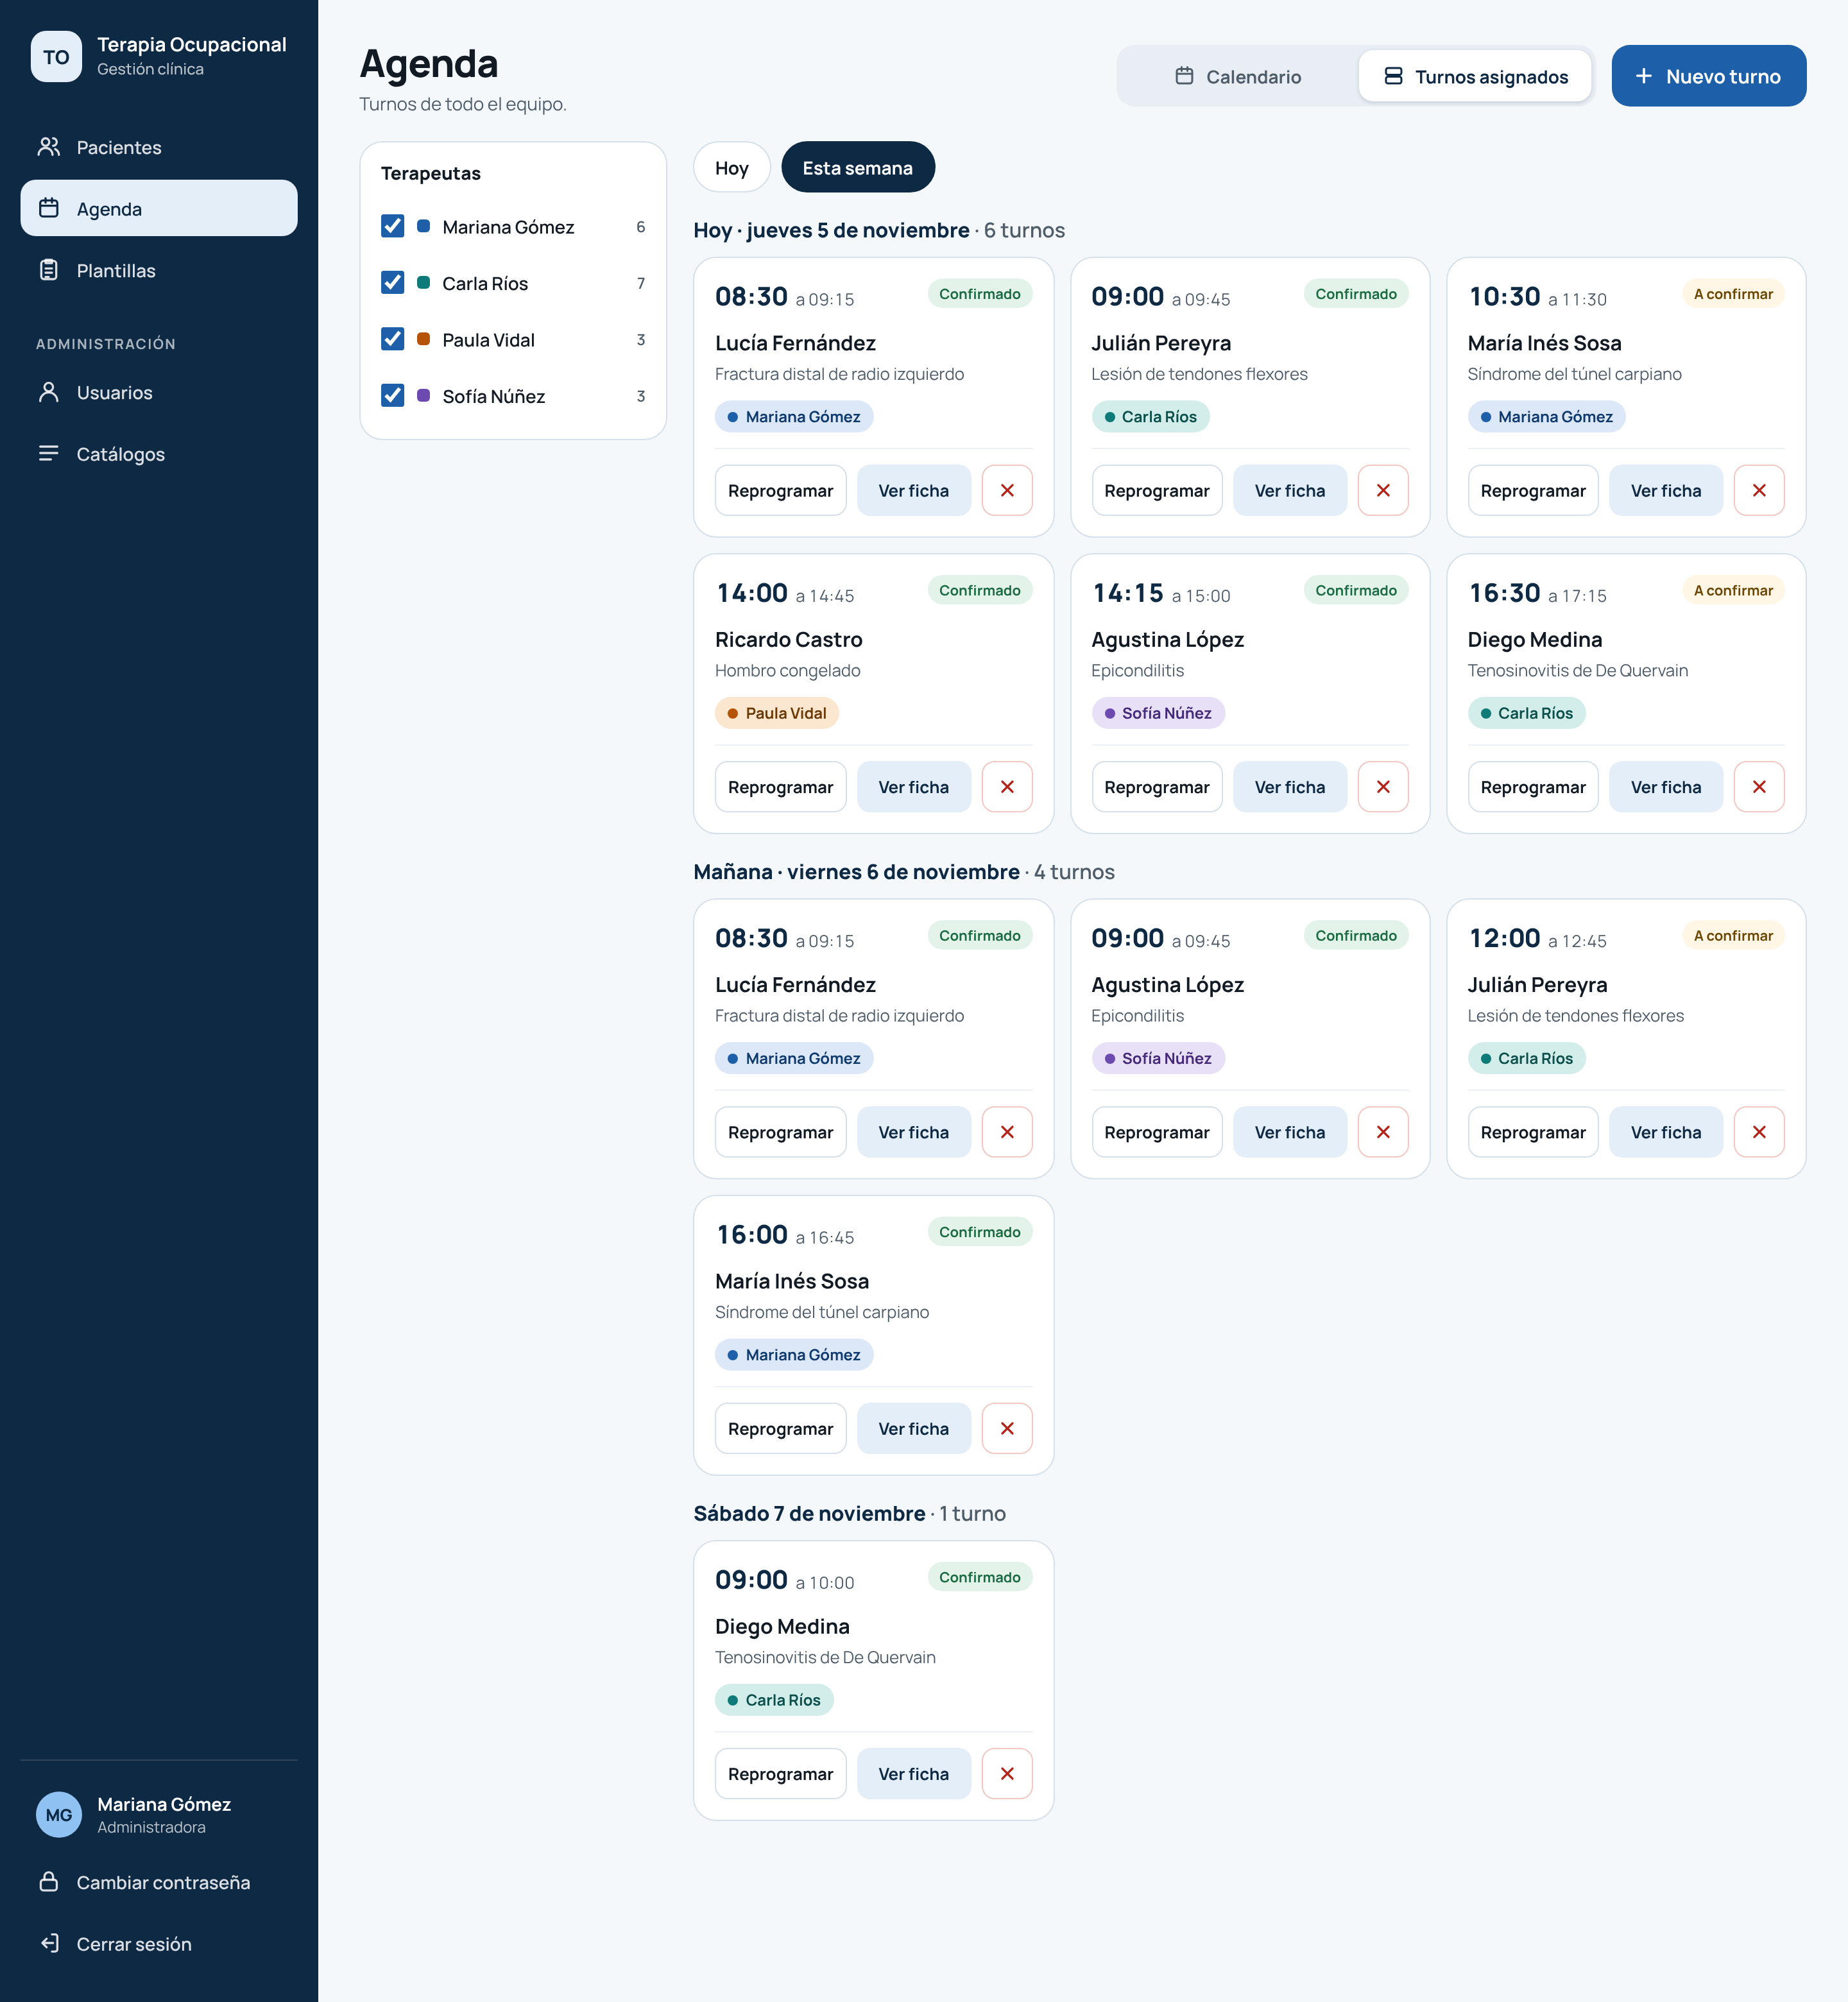 TO
Terapia Ocupacional
Gestión clínica
Pacientes
Agenda
Plantillas
ADMINISTRACIÓN
Usuarios
Catálogos
MG
Mariana Gómez
Administradora
Cambiar contraseña
Cerrar sesión
Agenda
Turnos de todo el equipo.
Calendario
Turnos asignados
Nuevo turno
Terapeutas
Mariana Gómez 6
Carla Ríos 7
Paula Vidal 3
Sofía Núñez 3
Hoy
Esta semana
Hoy · jueves 5 de noviembre · 6 turnos
08:30 a 09:15 Confirmado
Lucía Fernández
Fractura distal de radio izquierdo
Mariana Gómez
Reprogramar Ver ficha
09:00 a 09:45 Confirmado
Julián Pereyra
Lesión de tendones flexores
Carla Ríos
Reprogramar Ver ficha
10:30 a 11:30 A confirmar
María Inés Sosa
Síndrome del túnel carpiano
Mariana Gómez
Reprogramar Ver ficha
14:00 a 14:45 Confirmado
Ricardo Castro
Hombro congelado
Paula Vidal
Reprogramar Ver ficha
14:15 a 15:00 Confirmado
Agustina López
Epicondilitis
Sofía Núñez
Reprogramar Ver ficha
16:30 a 17:15 A confirmar
Diego Medina
Tenosinovitis de De Quervain
Carla Ríos
Reprogramar Ver ficha
Mañana · viernes 6 de noviembre · 4 turnos
08:30 a 09:15 Confirmado
Lucía Fernández
Fractura distal de radio izquierdo
Mariana Gómez
Reprogramar Ver ficha
09:00 a 09:45 Confirmado
Agustina López
Epicondilitis
Sofía Núñez
Reprogramar Ver ficha
12:00 a 12:45 A confirmar
Julián Pereyra
Lesión de tendones flexores
Carla Ríos
Reprogramar Ver ficha
16:00 a 16:45 Confirmado
María Inés Sosa
Síndrome del túnel carpiano
Mariana Gómez
Reprogramar Ver ficha
Sábado 7 de noviembre · 1 turno
09:00 a 10:00 Confirmado
Diego Medina
Tenosinovitis de De Quervain
Carla Ríos
Reprogramar Ver ficha